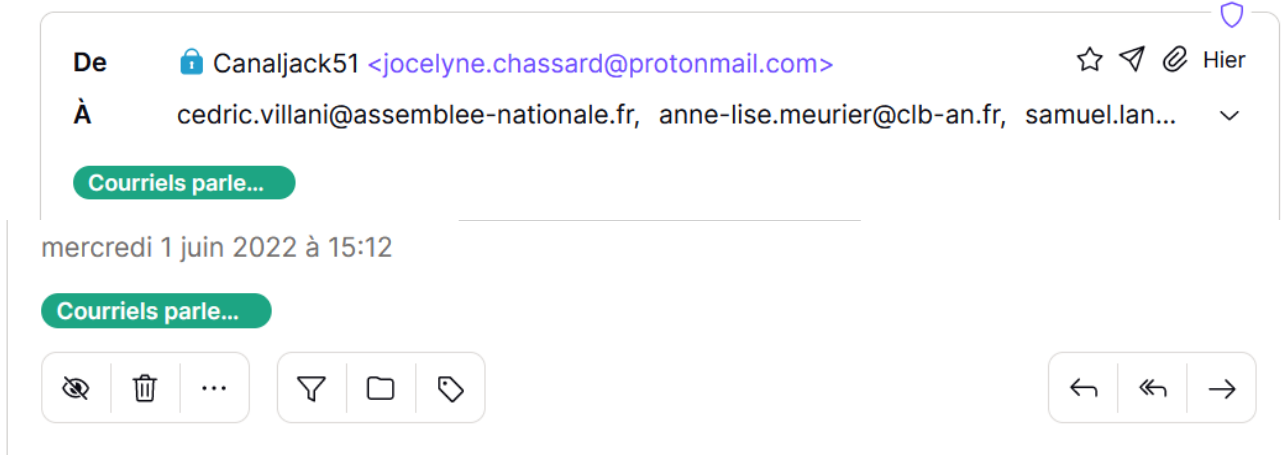 De Canaljack51 <jocelyne.chassard@protonmail.com> Hier
À cedric.villani@assemblee-nationale.fr, anne-lise.meurier@clb-an.fr, samuel.lan...
Courriels parle...
mercredi 1 juin 2022 à 15:12
Courriels parle...